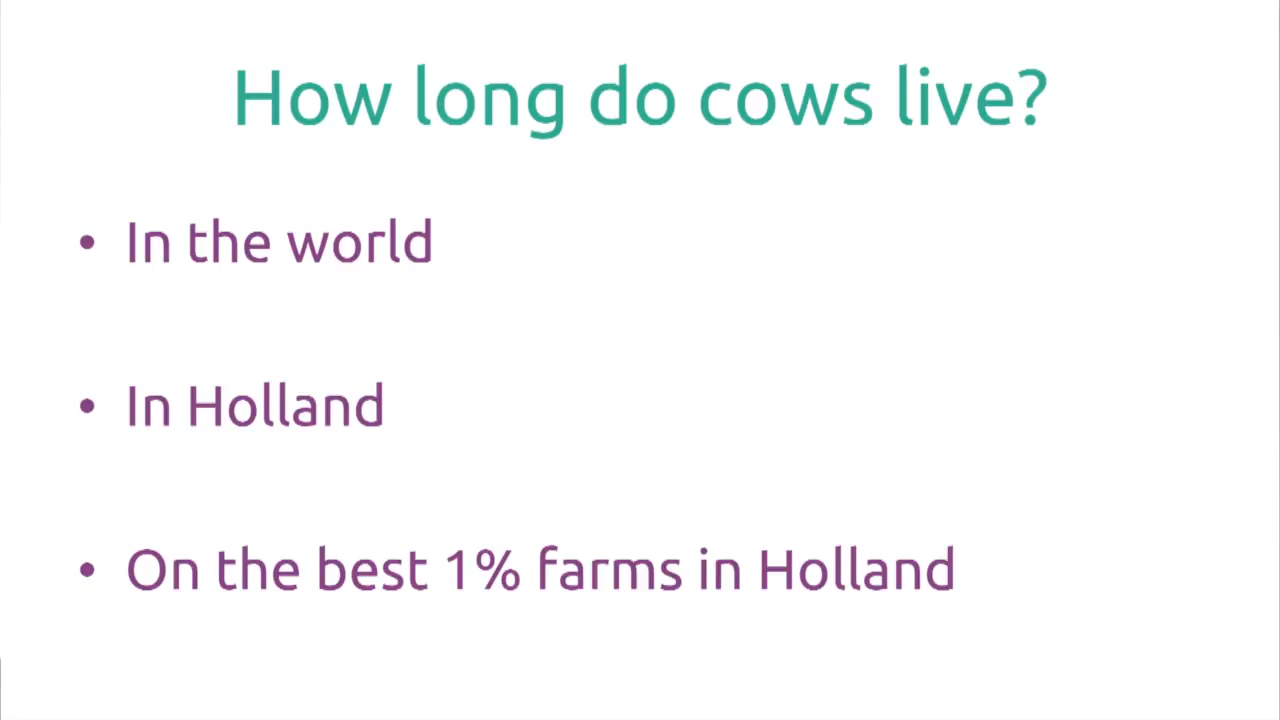 How long do cows live?
• In the world
• In Holland
• On the best 1% farms in Holland